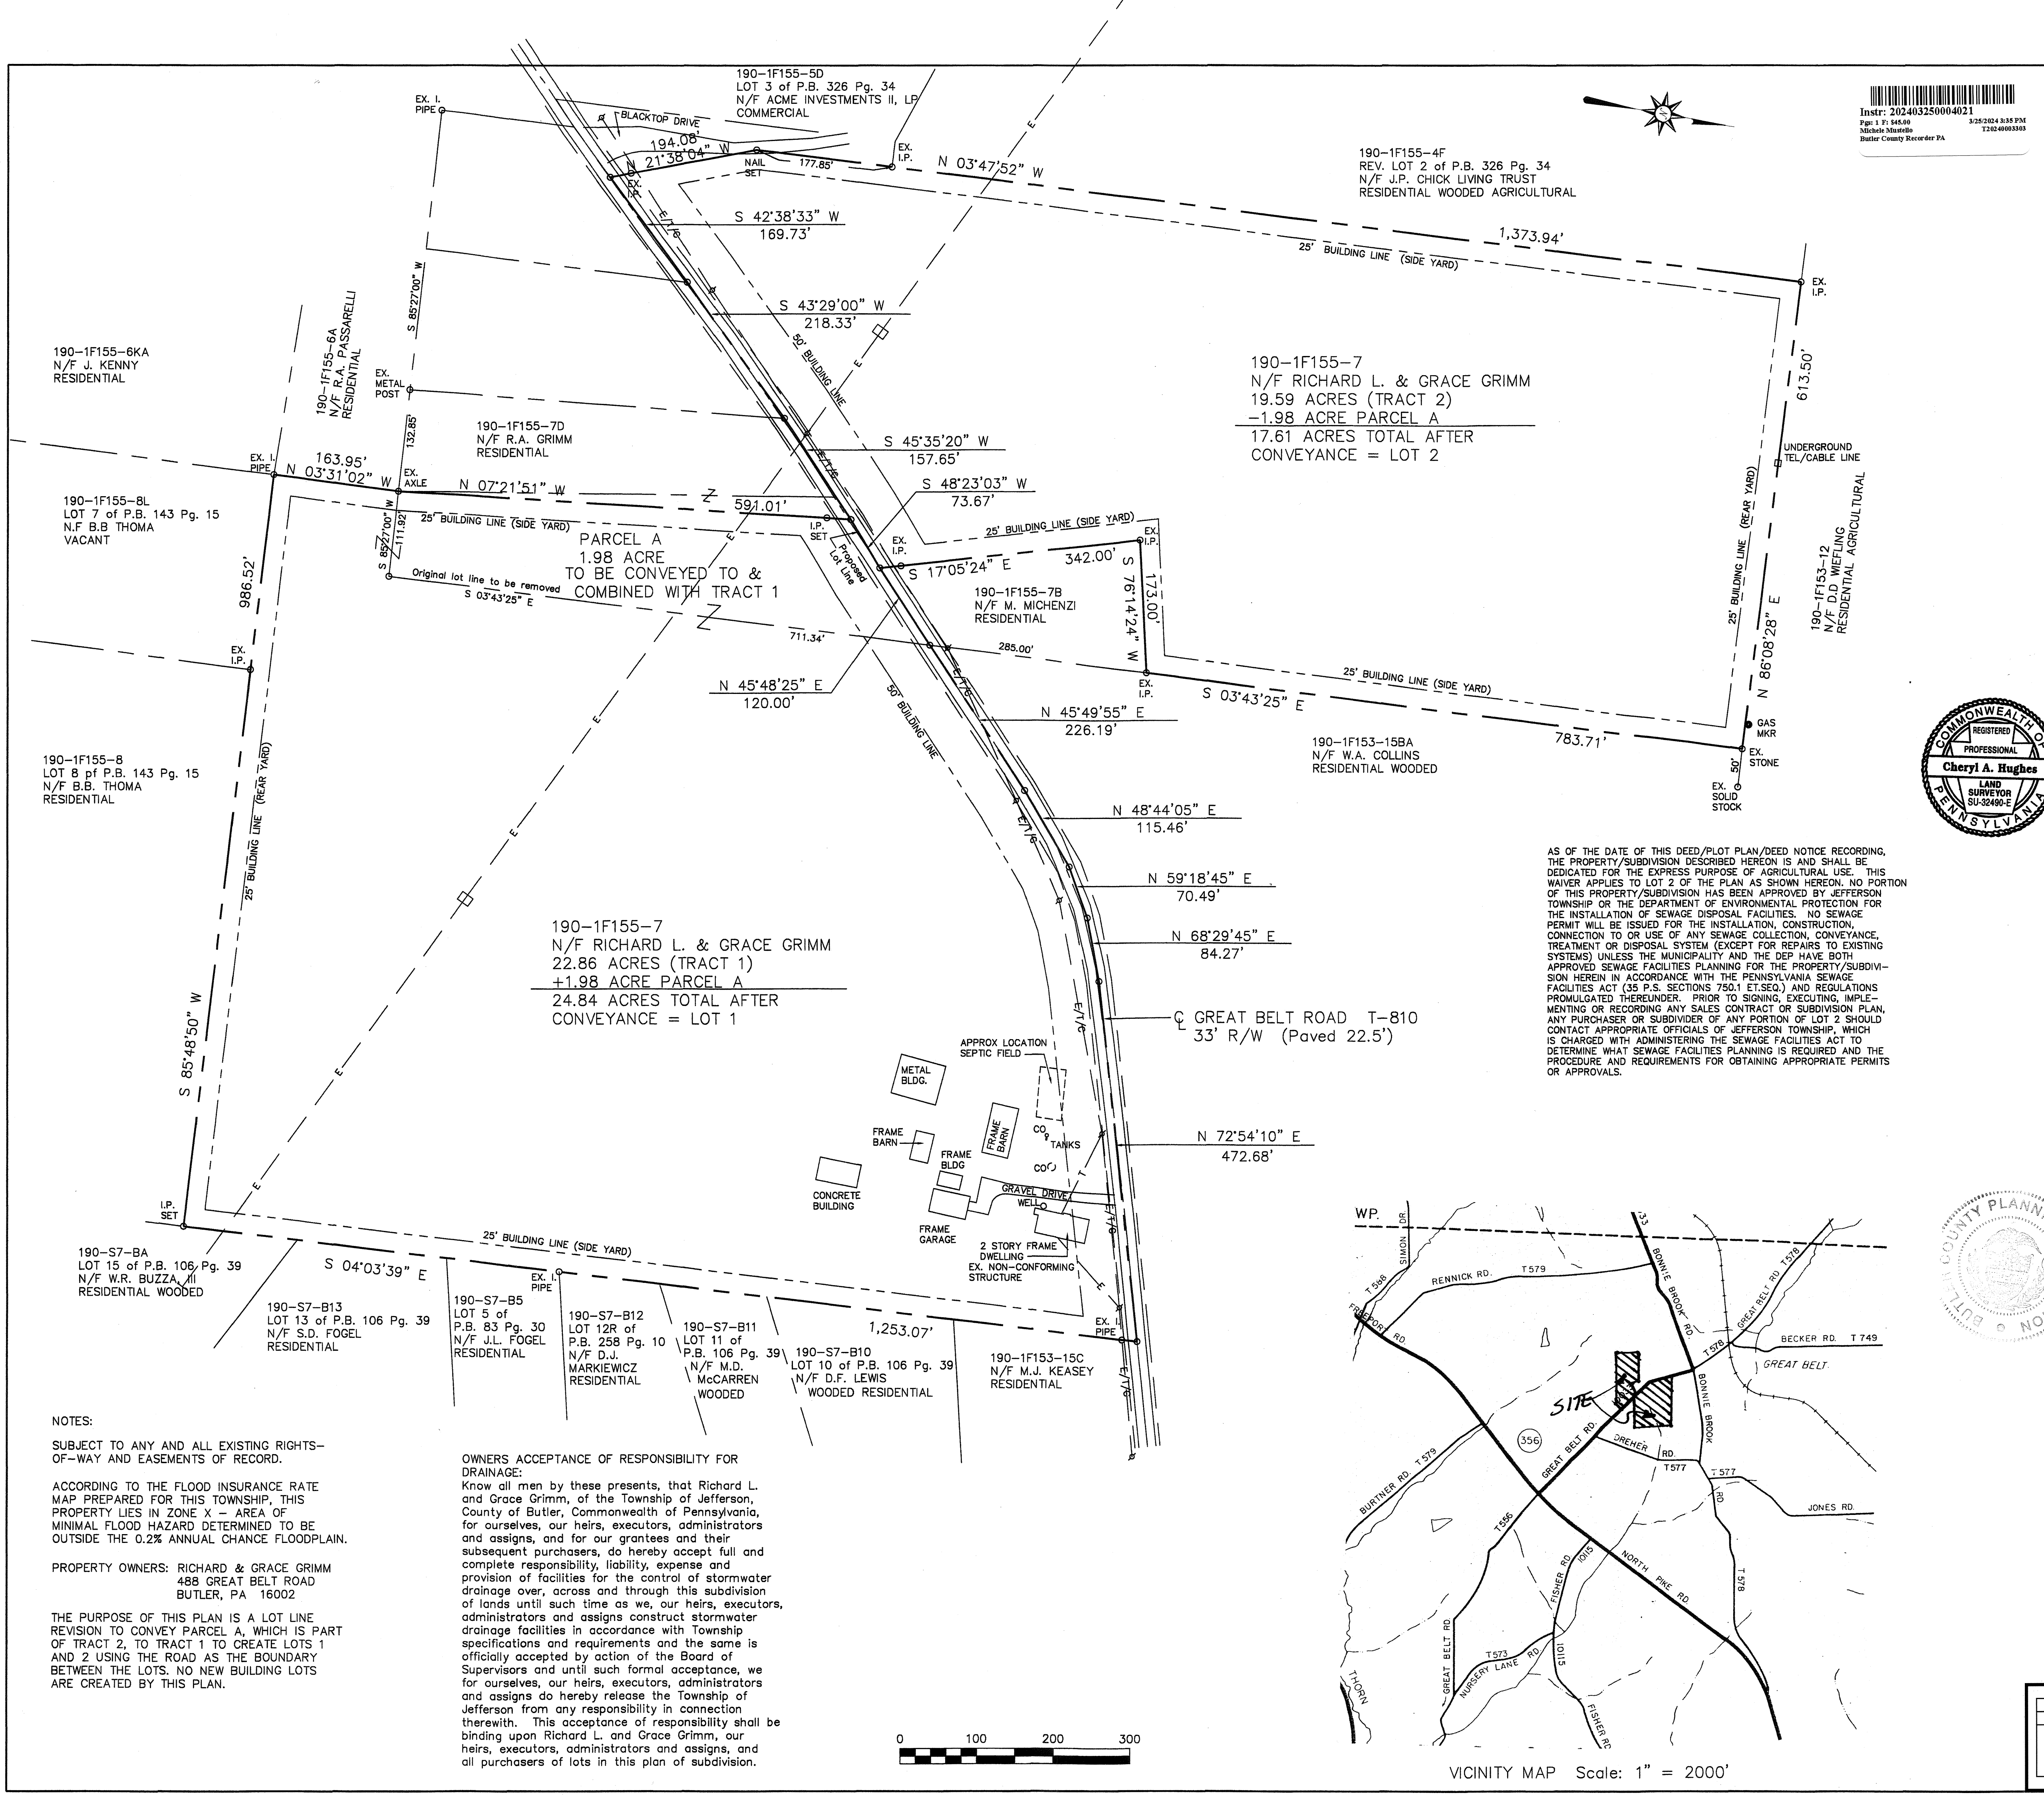 190-1F155-5D
LOT 3 of P.B. 326 Pg. 34
N/F ACME INVESTMENTS II, LP
COMMERCIAL
EX. I.
PIPE
BLACKTOP DRIVE
194.08'
N 21°38'04" W
EX.
I.P.
NAIL
SET
177.85'
EX.
I.P.
N 03°47'52" W
1,373.94'
25' BUILDING LINE (SIDE YARD)
190-1F155-4F
REV. LOT 2 of P.B. 326 Pg. 34
N/F J.P. CHICK LIVING TRUST
RESIDENTIAL WOODED AGRICULTURAL
N
Instr: 202403250004021
Pgs: 1 F: $45.00 3/25/2024 3:35 PM
Michele Mustello T20240003303
Butler County Recorder PA
EX.
I.P.
S 42°38'33" W
169.73'
E/T/C
S 43°29'00" W
218.33'
50' BUILDING LINE
E
E
190-1F155-6KA
N/F J. KENNY
RESIDENTIAL
190-1F155-6A
N/F R.A. PASSARELLI
RESIDENTIAL
S 85°27'00" W
EX.
METAL
POST
132.85'
190-1F155-7D
N/F R.A. GRIMM
RESIDENTIAL
190-1F155-7
N/F RICHARD L. & GRACE GRIMM
19.59 ACRES (TRACT 2)
-1.98 ACRE PARCEL A
17.61 ACRES TOTAL AFTER
CONVEYANCE = LOT 2
613.50'
UNDERGROUND
TEL/CABLE LINE
25' BUILDING LINE (REAR YARD)
190-1F153-12
N/F D.D WIEFLING
RESIDENTIAL AGRICULTURAL
N 86°08'28" E
S 45°35'20" W
157.65'
E/T/C
S 48°23'03" W
73.67'
EX. I.
PIPE
163.95'
N 03°31'02" W
EX.
AXLE
N 07°21'51" W
591.01'
25' BUILDING LINE (SIDE YARD)
I.P.
SET
Proposed
Lot Line
S 85°27'00" W
111.92'
190-1F155-8L
LOT 7 of P.B. 143 Pg. 15
N.F B.B THOMA
VACANT
PARCEL A
1.98 ACRE
TO BE CONVEYED TO &
COMBINED WITH TRACT 1
Original lot line to be removed
S 03°43'25" E
711.34'
E
EX.
I.P.
25' BUILDING LINE (SIDE YARD)
EX.
I.P.
S 17°05'24" E
342.00'
S 76°14'24" W
173.00'
190-1F155-7B
N/F M. MICHENZI
RESIDENTIAL
285.00'
EX.
I.P.
25' BUILDING LINE (SIDE YARD)
S 03°43'25" E
783.71'
GAS
MKR
EX.
STONE
50'
EX.
SOLID
STOCK
986.52'
EX.
I.P.
N 45°48'25" E
120.00'
E/T/C
50' BUILDING LINE
N 45°49'55" E
226.19'
190-1F153-15BA
N/F W.A. COLLINS
RESIDENTIAL WOODED
COMMONWEALTH OF
REGISTERED
PROFESSIONAL
Cheryl A. Hughes
LAND
SURVEYOR
SU-32490-E
PENNSYLVANIA
190-1F155-8
LOT 8 pf P.B. 143 Pg. 15
N/F B.B. THOMA
RESIDENTIAL
25' BUILDING LINE (REAR YARD)
E
E
E/T/C
N 48°44'05" E
115.46'
N 59°18'45" E
70.49'
N 68°29'45" E
84.27'
AS OF THE DATE OF THIS DEED/PLOT PLAN/DEED NOTICE RECORDING,
THE PROPERTY/SUBDIVISION DESCRIBED HEREON IS AND SHALL BE
DEDICATED FOR THE EXPRESS PURPOSE OF AGRICULTURAL USE. THIS
WAIVER APPLIES TO LOT 2 OF THE PLAN AS SHOWN HEREON. NO PORTION
OF THIS PROPERTY/SUBDIVISION HAS BEEN APPROVED BY JEFFERSON
TOWNSHIP OR THE DEPARTMENT OF ENVIRONMENTAL PROTECTION FOR
THE INSTALLATION OF SEWAGE DISPOSAL FACILITIES. NO SEWAGE
PERMIT WILL BE ISSUED FOR THE INSTALLATION, CONSTRUCTION,
CONNECTION TO OR USE OF ANY SEWAGE COLLECTION, CONVEYANCE,
TREATMENT OR DISPOSAL SYSTEM (EXCEPT FOR REPAIRS TO EXISTING
SYSTEMS) UNLESS THE MUNICIPALITY AND THE DEP HAVE BOTH
APPROVED SEWAGE FACILITIES PLANNING FOR THE PROPERTY/SUBDIVI-
SION HEREIN IN ACCORDANCE WITH THE PENNSYLVANIA SEWAGE
FACILITIES ACT (35 P.S. SECTIONS 750.1 ET.SEQ.) AND REGULATIONS
PROMULGATED THEREUNDER. PRIOR TO SIGNING, EXECUTING, IMPLE-
MENTING OR RECORDING ANY SALES CONTRACT OR SUBDIVISION PLAN,
ANY PURCHASER OR SUBDIVIDER OF ANY PORTION OF LOT 2 SHOULD
CONTACT APPROPRIATE OFFICIALS OF JEFFERSON TOWNSHIP, WHICH
IS CHARGED WITH ADMINISTERING THE SEWAGE FACILITIES ACT TO
DETERMINE WHAT SEWAGE FACILITIES PLANNING IS REQUIRED AND THE
PROCEDURE AND REQUIREMENTS FOR OBTAINING APPROPRIATE PERMITS
OR APPROVALS.
190-1F155-7
N/F RICHARD L. & GRACE GRIMM
22.86 ACRES (TRACT 1)
+1.98 ACRE PARCEL A
24.84 ACRES TOTAL AFTER
CONVEYANCE = LOT 1
E/T/C
℄ GREAT BELT ROAD T-810
33' R/W (Paved 22.5')
S 85°48'50" W
E
APPROX LOCATION
SEPTIC FIELD
METAL
BLDG.
FRAME
BARN
FRAME
BARN
CO
TANKS
CO
FRAME
BLDG
CONCRETE
BUILDING
GRAVEL DRIVE
WELL
T
FRAME
GARAGE
2 STORY FRAME
DWELLING
EX. NON-CONFORMING
STRUCTURE
E/T/C
E
N 72°54'10" E
472.68'
I.P.
SET
E
25' BUILDING LINE (SIDE YARD)
S 04°03'39" E
EX. I.
PIPE
1,253.07'
EX. I.
PIPE
E/T/C
190-S7-BA
LOT 15 of P.B. 106 Pg. 39
N/F W.R. BUZZA, III
RESIDENTIAL WOODED
190-S7-B13
LOT 13 of P.B. 106 Pg. 39
N/F S.D. FOGEL
RESIDENTIAL
190-S7-B5
LOT 5 of
P.B. 83 Pg. 30
N/F J.L. FOGEL
RESIDENTIAL
190-S7-B12
LOT 12R of
P.B. 258 Pg. 10
N/F D.J.
MARKIEWICZ
RESIDENTIAL
190-S7-B11
LOT 11 of
P.B. 106 Pg. 39
N/F M.D.
McCARREN
WOODED
190-S7-B10
LOT 10 of P.B. 106 Pg. 39
N/F D.F. LEWIS
WOODED RESIDENTIAL
190-1F153-15C
N/F M.J. KEASEY
RESIDENTIAL
NOTES:
SUBJECT TO ANY AND ALL EXISTING RIGHTS-
OF-WAY AND EASEMENTS OF RECORD.
ACCORDING TO THE FLOOD INSURANCE RATE
MAP PREPARED FOR THIS TOWNSHIP, THIS
PROPERTY LIES IN ZONE X - AREA OF
MINIMAL FLOOD HAZARD DETERMINED TO BE
OUTSIDE THE 0.2% ANNUAL CHANCE FLOODPLAIN.
PROPERTY OWNERS: RICHARD & GRACE GRIMM
488 GREAT BELT ROAD
BUTLER, PA 16002
THE PURPOSE OF THIS PLAN IS A LOT LINE
REVISION TO CONVEY PARCEL A, WHICH IS PART
OF TRACT 2, TO TRACT 1 TO CREATE LOTS 1
AND 2 USING THE ROAD AS THE BOUNDARY
BETWEEN THE LOTS. NO NEW BUILDING LOTS
ARE CREATED BY THIS PLAN.
OWNERS ACCEPTANCE OF RESPONSIBILITY FOR
DRAINAGE:
Know all men by these presents, that Richard L.
and Grace Grimm, of the Township of Jefferson,
County of Butler, Commonwealth of Pennsylvania,
for ourselves, our heirs, executors, administrators
and assigns, and for our grantees and their
subsequent purchasers, do hereby accept full and
complete responsibility, liability, expense and
provision of facilities for the control of stormwater
drainage over, across and through this subdivision
of lands until such time as we, our heirs, executors,
administrators and assigns construct stormwater
drainage facilities in accordance with Township
specifications and requirements and the same is
officially accepted by action of the Board of
Supervisors and until such formal acceptance, we
for ourselves, our heirs, executors, administrators
and assigns do hereby release the Township of
Jefferson from any responsibility in connection
therewith. This acceptance of responsibility shall be
binding upon Richard L. and Grace Grimm, our
heirs, executors, administrators and assigns, and
all purchasers of lots in this plan of subdivision.
0 100 200 300
WP.
SIMON DR.
T 568
RENNICK RD. T 579
FREEPORT RD.
BONNIE BROOK RD.
GREAT BELT RD. T 578
BECKER RD. T 749
T 578
GREAT BELT.
SITE
356
GREAT BELT RD.
DREHER RD.
T 577
BONNIE BROOK
T 577
RD.
JONES RD.
BURTNER RD. T 579
T 556
NORTH PIKE RD.
T 578
FISHER RD.
10115
GREAT BELT RD.
T 573
NURSERY LANE RD.
10115
FISHER RD.
THORN
VICINITY MAP Scale: 1" = 2000'